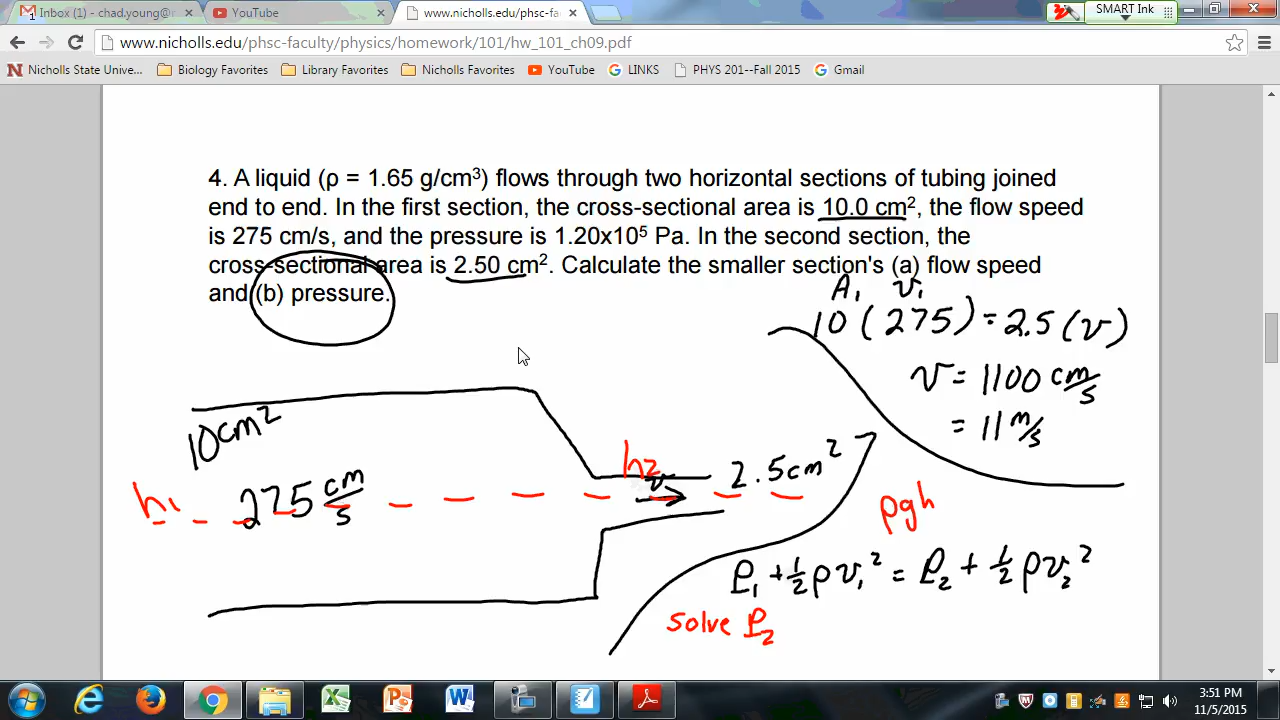 Inbox (1) - chad.young@n
YouTube
www.nicholls.edu/phsc-fa
SMART Ink
www.nicholls.edu/phsc-faculty/physics/homework/101/hw_101_ch09.pdf
Nicholls State Unive...
Biology Favorites
Library Favorites
Nicholls Favorites
YouTube
LINKS
PHYS 201--Fall 2015
Gmail
4. A liquid (ρ = 1.65 g/cm³) flows through two horizontal sections of tubing joined
end to end. In the first section, the cross-sectional area is 10.0 cm², the flow speed
is 275 cm/s, and the pressure is 1.20x10⁵ Pa. In the second section, the
cross-sectional area is 2.50 cm². Calculate the smaller section's (a) flow speed
and (b) pressure.
A₁ v₁
10 (275) = 2.5 (v)
v = 1100 cm/s
= 11 m/s
10cm²
h₂
v
2.5cm²
h₁
275 cm/s
ρgh
P₁ + ½ρv₁² = P₂ + ½ρv₂²
solve P₂
3:51 PM
11/5/2015